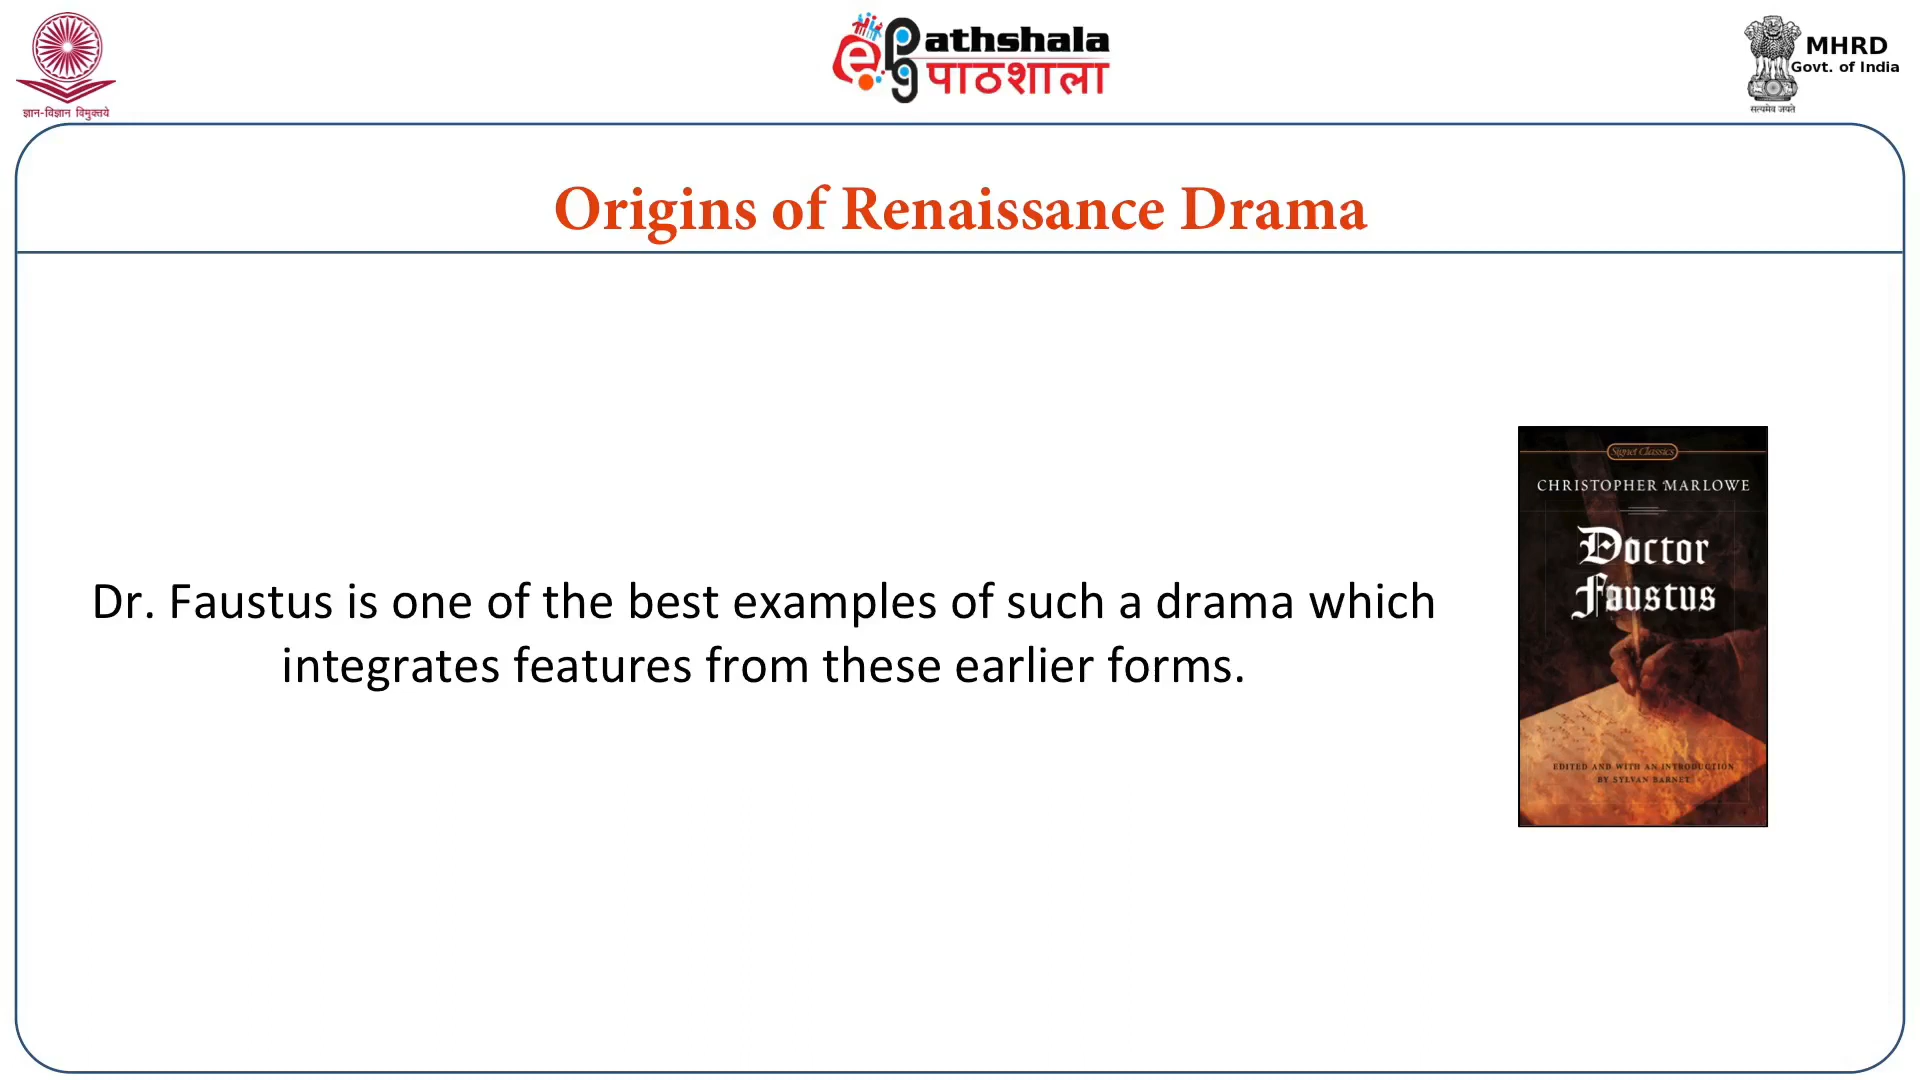 ज्ञान-विज्ञान विमुक्तये
e Pathshala
pg पाठशाला
MHRD
Govt. of India
सत्यमेव जयते
Origins of Renaissance Drama
Dr. Faustus is one of the best examples of such a drama which
integrates features from these earlier forms.
Signet Classics
CHRISTOPHER MARLOWE
Doctor
Faustus
EDITED AND WITH AN INTRODUCTION
BY SYLVAN BARNET